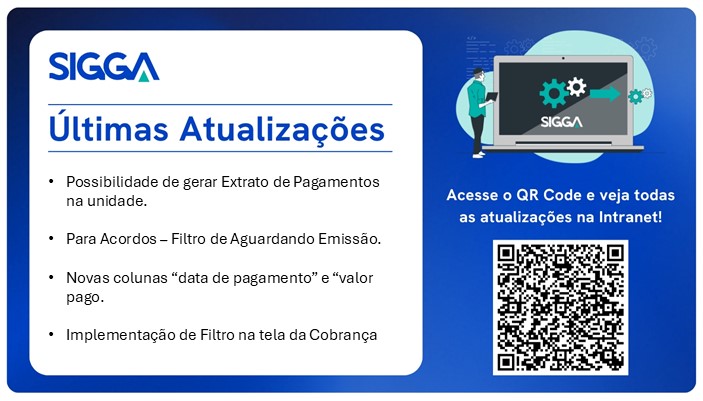 SIGGA
Últimas Atualizações
• Possibilidade de gerar Extrato de Pagamentos
na unidade.
• Para Acordos – Filtro de Aguardando Emissão.
• Novas colunas “data de pagamento” e “valor
pago.
• Implementação de Filtro na tela da Cobrança
SIGGA
Acesse o QR Code e veja todas
as atualizações na Intranet!